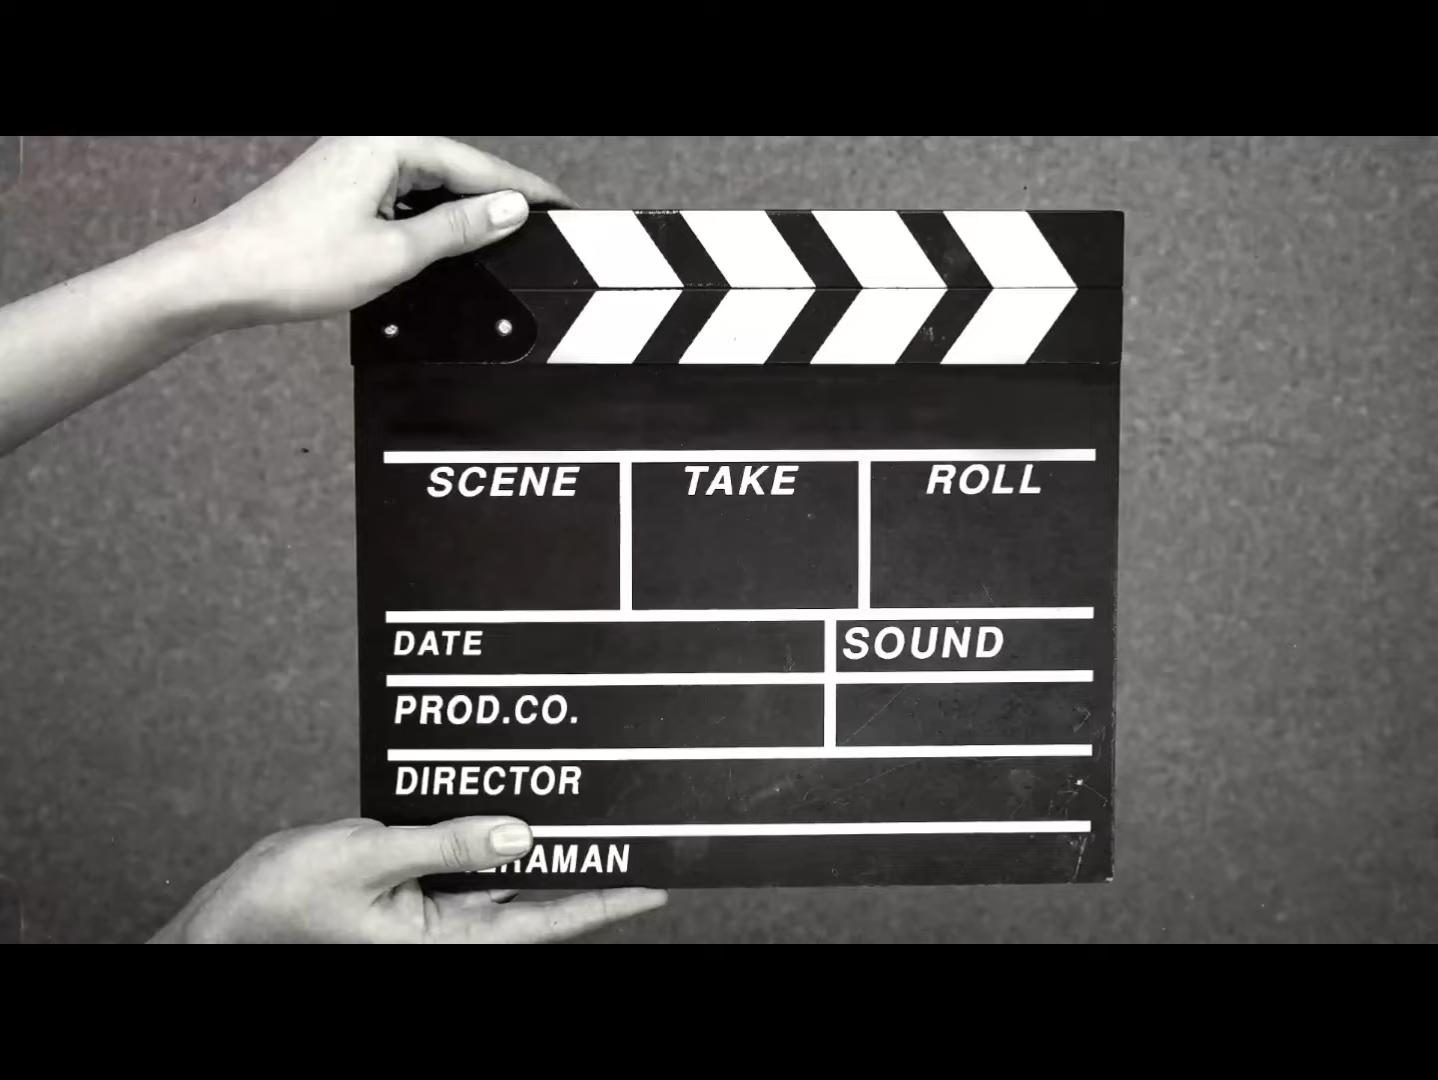 SCENE TAKE ROLL
DATE SOUND
PROD.CO.
DIRECTOR